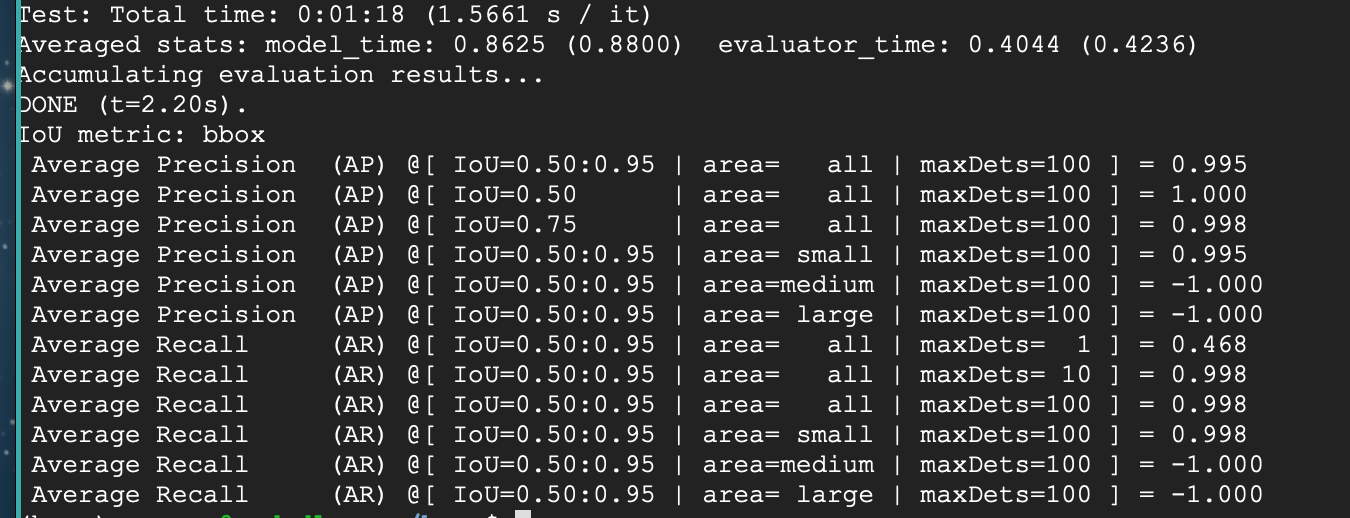 Test: Total time: 0:01:18 (1.5661 s / it)
Averaged stats: model_time: 0.8625 (0.8800)  evaluator_time: 0.4044 (0.4236)
Accumulating evaluation results...
DONE (t=2.20s).
IoU metric: bbox
 Average Precision  (AP) @[ IoU=0.50:0.95 | area=   all | maxDets=100 ] = 0.995
 Average Precision  (AP) @[ IoU=0.50      | area=   all | maxDets=100 ] = 1.000
 Average Precision  (AP) @[ IoU=0.75      | area=   all | maxDets=100 ] = 0.998
 Average Precision  (AP) @[ IoU=0.50:0.95 | area= small | maxDets=100 ] = 0.995
 Average Precision  (AP) @[ IoU=0.50:0.95 | area=medium | maxDets=100 ] = -1.000
 Average Precision  (AP) @[ IoU=0.50:0.95 | area= large | maxDets=100 ] = -1.000
 Average Recall     (AR) @[ IoU=0.50:0.95 | area=   all | maxDets=  1 ] = 0.468
 Average Recall     (AR) @[ IoU=0.50:0.95 | area=   all | maxDets= 10 ] = 0.998
 Average Recall     (AR) @[ IoU=0.50:0.95 | area=   all | maxDets=100 ] = 0.998
 Average Recall     (AR) @[ IoU=0.50:0.95 | area= small | maxDets=100 ] = 0.998
 Average Recall     (AR) @[ IoU=0.50:0.95 | area=medium | maxDets=100 ] = -1.000
 Average Recall     (AR) @[ IoU=0.50:0.95 | area= large | maxDets=100 ] = -1.000